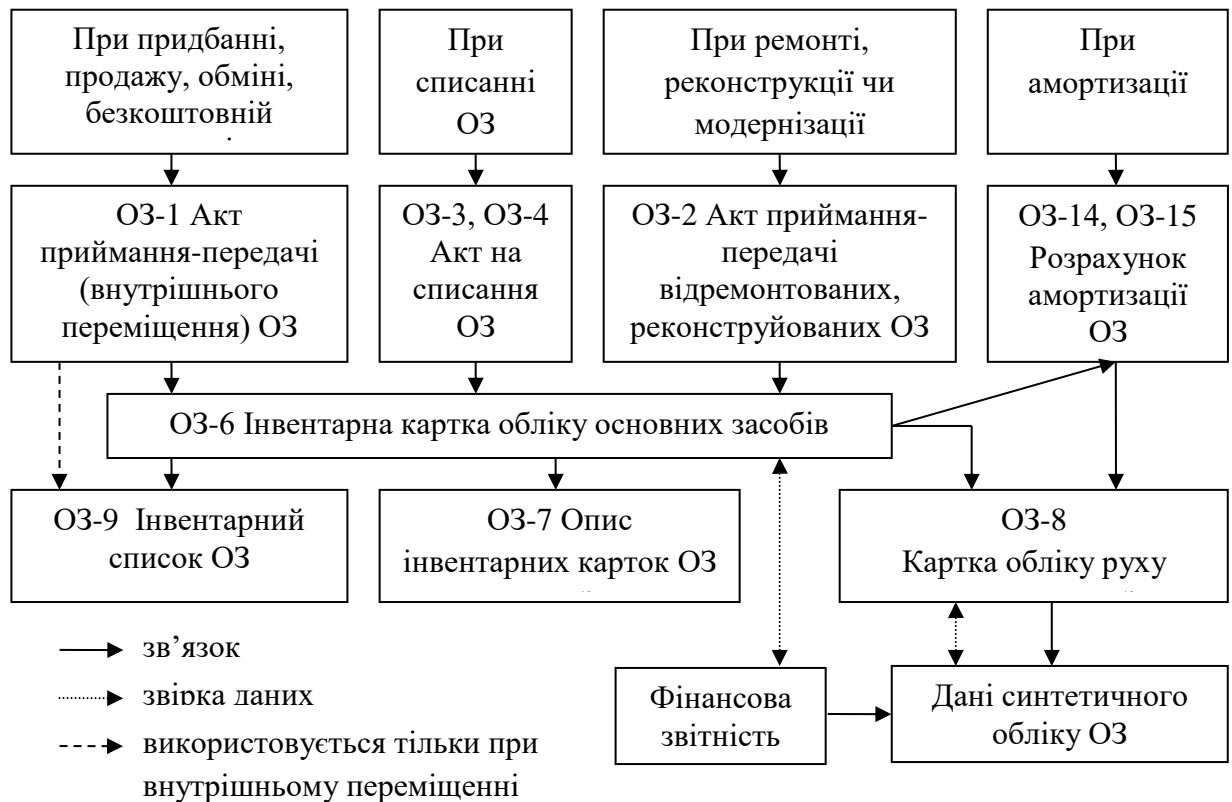 При придбанні,
продажу, обміні,
безкоштовній
При
списанні
ОЗ
При ремонті,
реконструкції чи
модернізації
При
амортизації
ОЗ-1 Акт
приймання-передачі
(внутрішнього
переміщення) ОЗ
ОЗ-3, ОЗ-4
Акт на
списання
ОЗ
ОЗ-2 Акт приймання-
передачі
відремонтованих,
реконструйованих ОЗ
ОЗ-14, ОЗ-15
Розрахунок
амортизації
ОЗ
ОЗ-6 Інвентарна картка обліку основних засобів
ОЗ-9 Інвентарний
список ОЗ
ОЗ-7 Опис
інвентарних карток ОЗ
ОЗ-8
Картка обліку руху
зв’язок
звірка даних
використовується тільки при
внутрішньому переміщенні
Фінансова
звітність
Дані синтетичного
обліку ОЗ